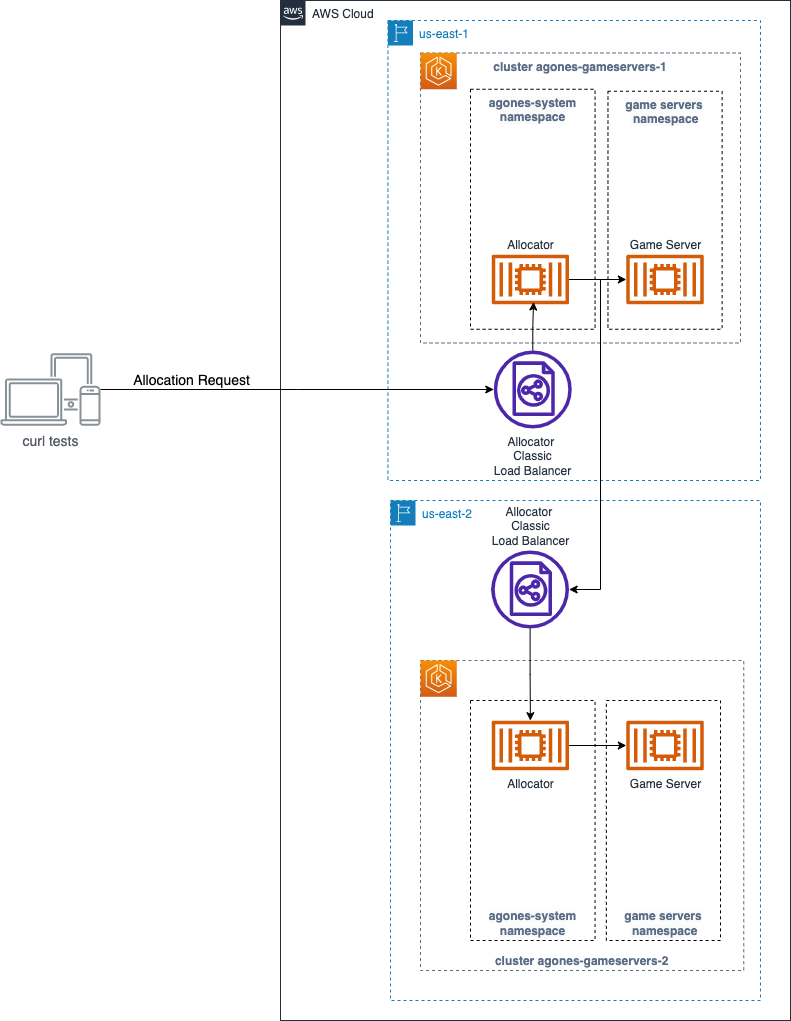 aws
AWS Cloud
us-east-1
cluster agones-gameservers-1
agones-system
namespace
game servers
namespace
Allocator
Game Server
Allocation Request
curl tests
Allocator
Classic
Load Balancer
us-east-2
Allocator
Classic
Load Balancer
Allocator
Game Server
agones-system
namespace
game servers
namespace
cluster agones-gameservers-2